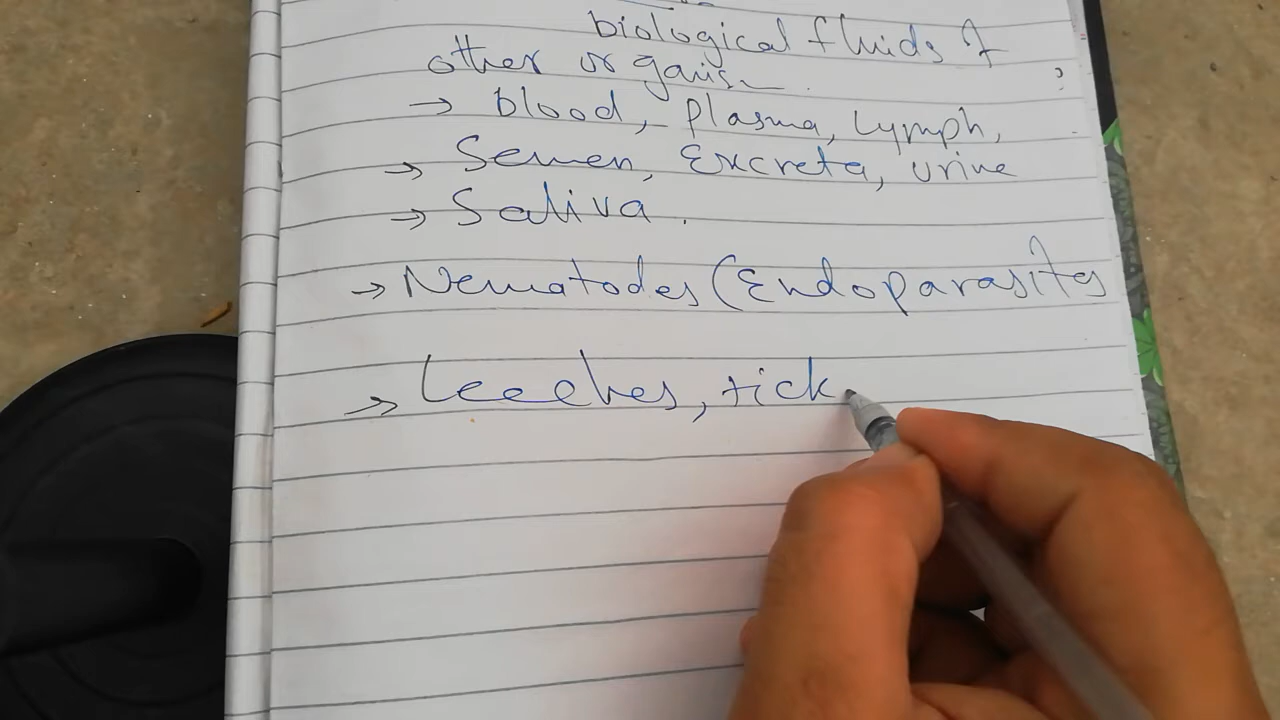 biological fluids of
other organism.
→ blood, plasma, Lymph,
→ Semen, Excreta, urine
→ Saliva.
→ Nematodes (Endoparasites
→ Leeches, tick